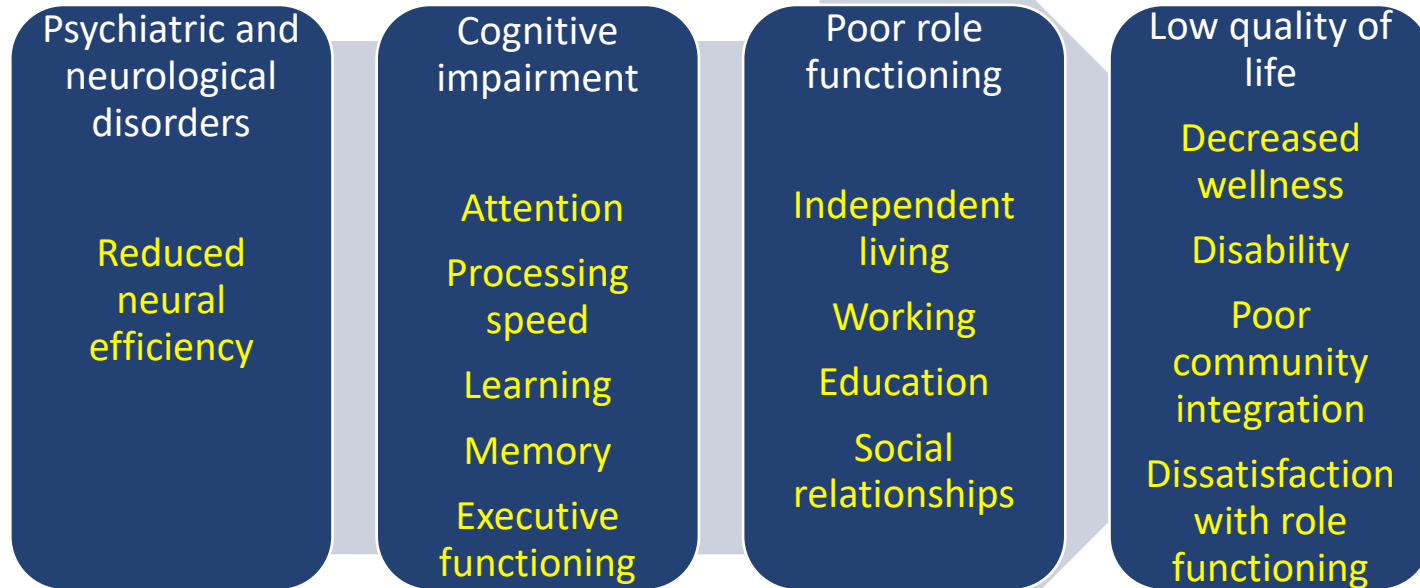 Psychiatric and
neurological
disorders
Reduced
neural
efficiency
Cognitive
impairment
Attention
Processing
speed
Learning
Memory
Executive
functioning
Poor role
functioning
Independent
living
Working
Education
Social
relationships
Low quality of
life
Decreased
wellness
Disability
Poor
community
integration
Dissatisfaction
with role
functioning